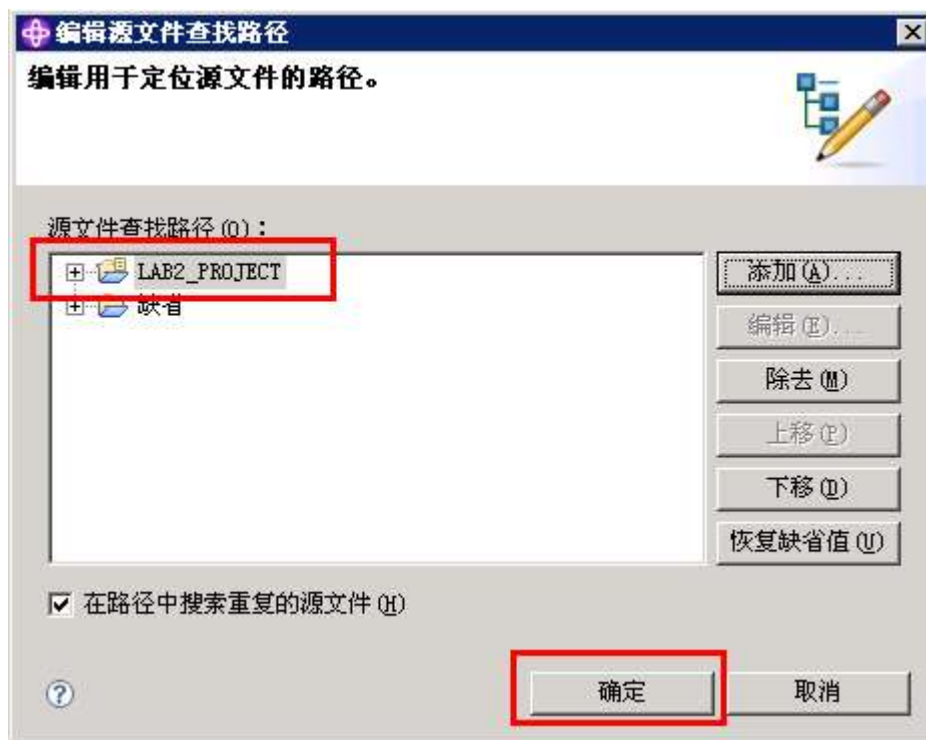 编辑源文件查找路径
编辑用于定位源文件的路径。
源文件查找路径(O)：
LAB2_PROJECT
缺省
添加(A)...
编辑(E)...
除去(M)
上移(P)
下移(D)
恢复缺省值(U)
在路径中搜索重复的源文件(H)
确定
取消